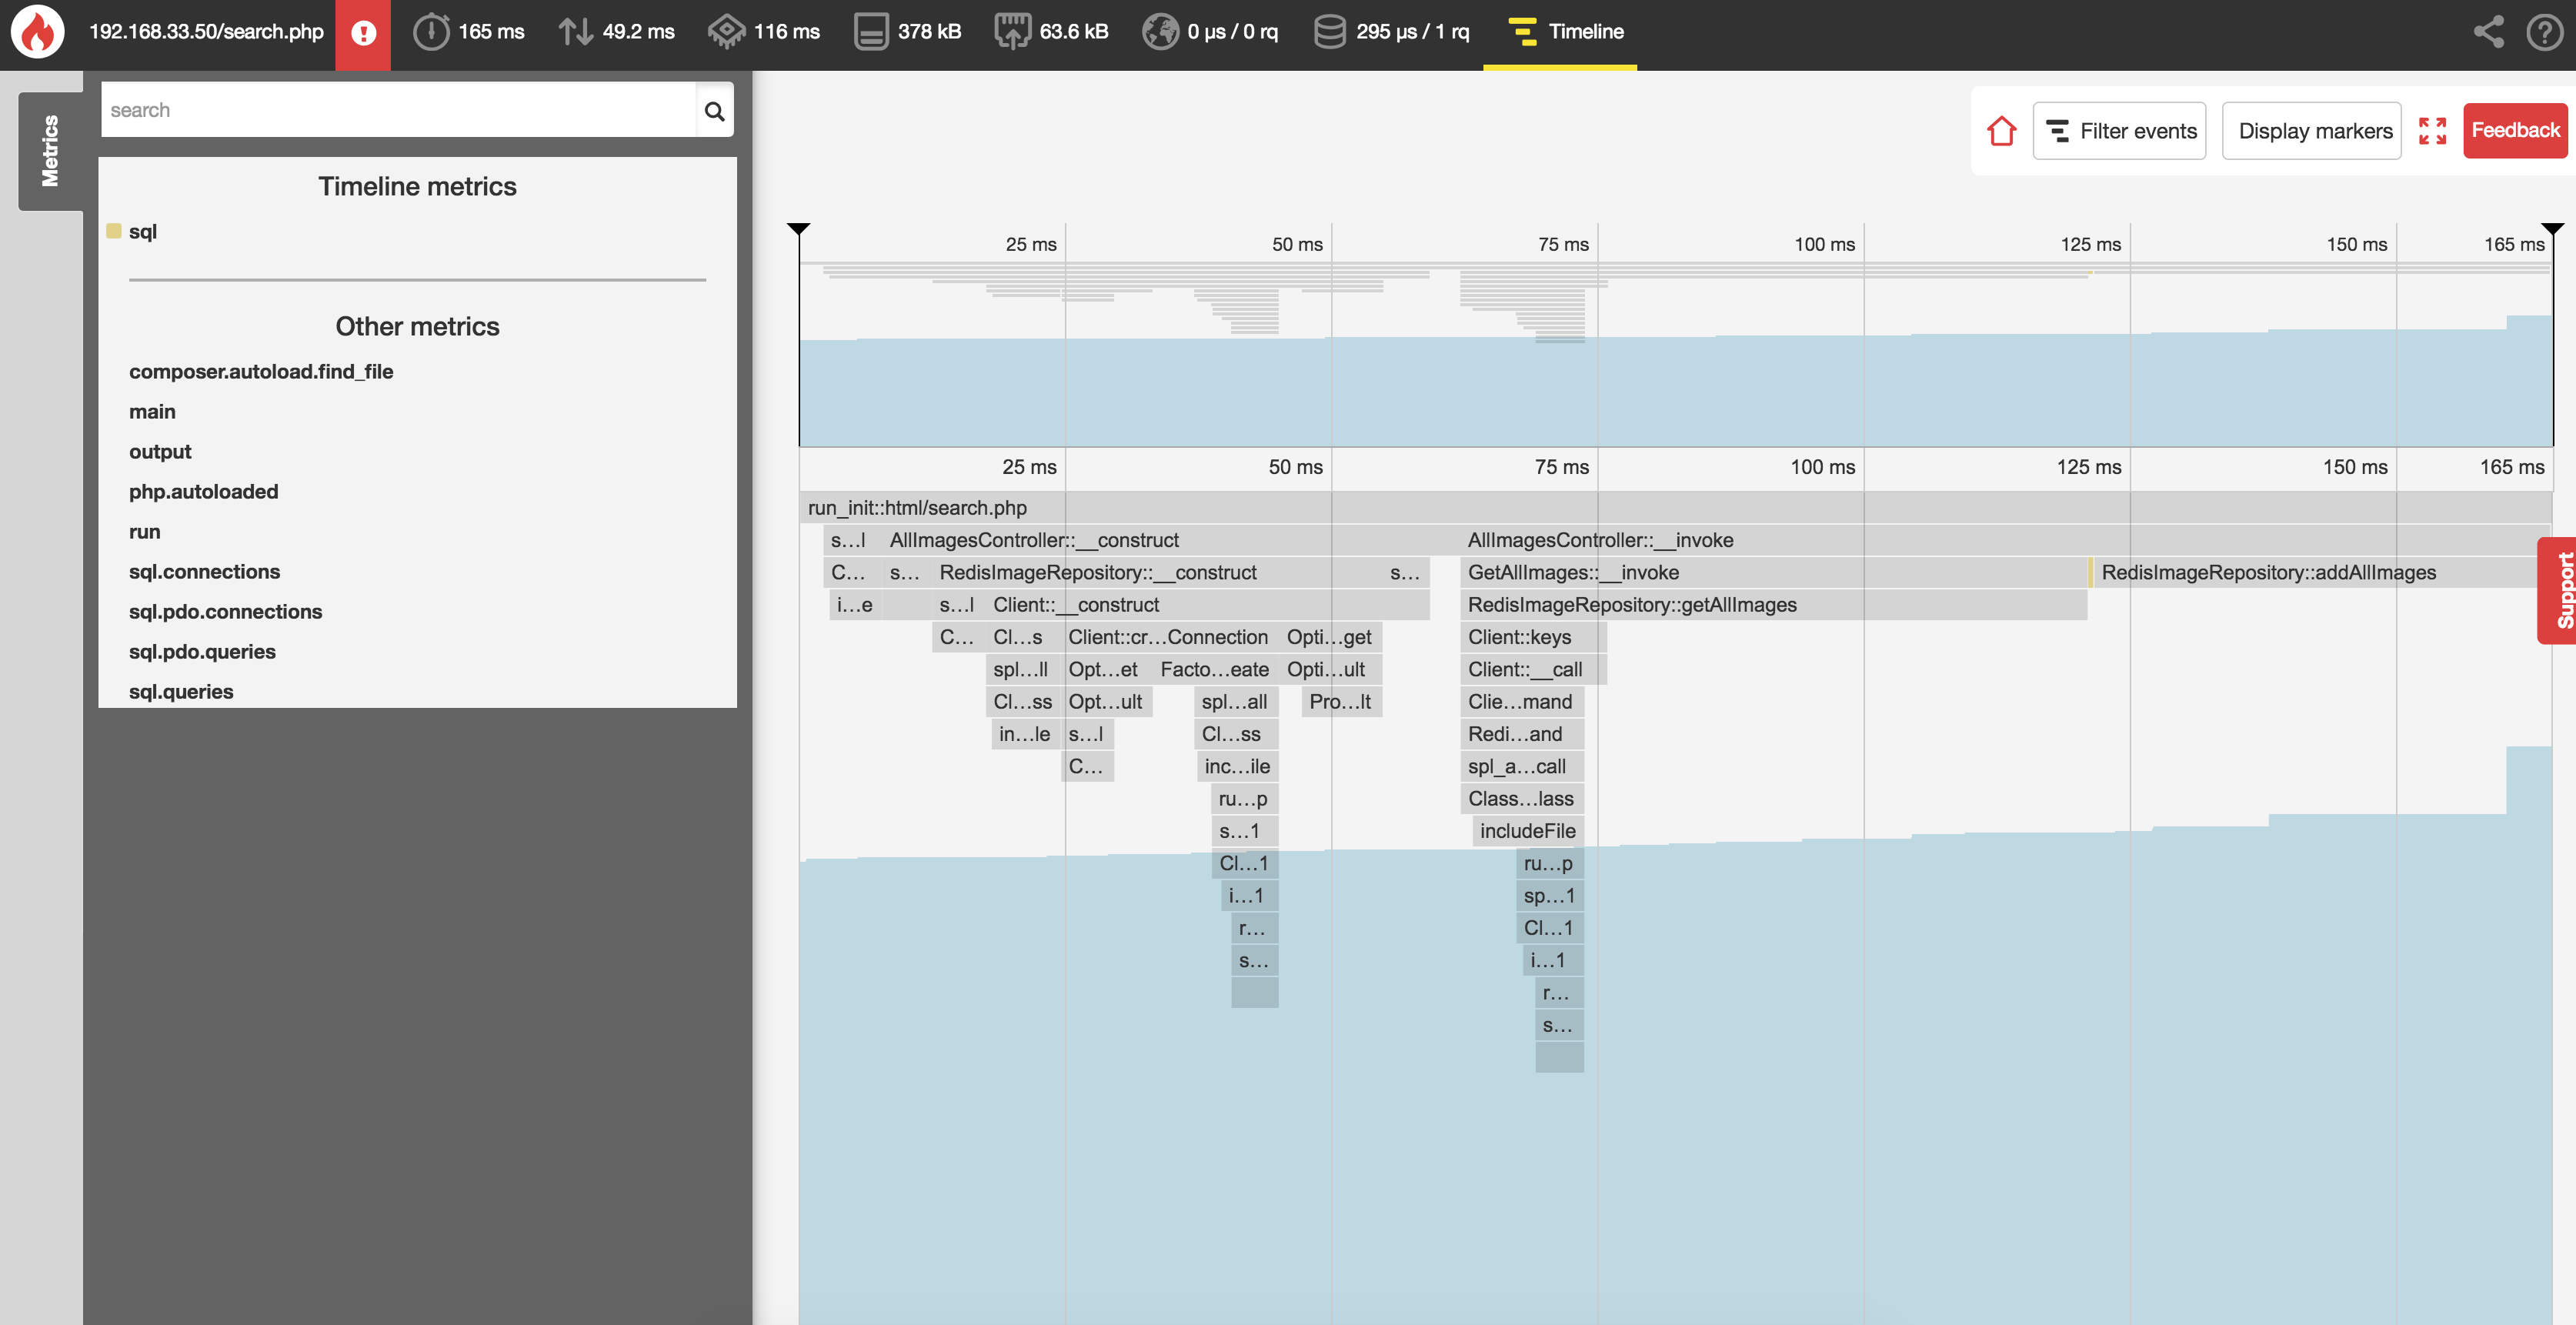 192.168.33.50/search.php ! 165 ms 49.2 ms 116 ms 378 kB 63.6 kB 0 µs / 0 rq 295 µs / 1 rq Timeline ?
Metrics
search
Timeline metrics
sql
Other metrics
composer.autoload.find_file
main
output
php.autoloaded
run
sql.connections
sql.pdo.connections
sql.pdo.queries
sql.queries
Filter events Display markers Feedback
25 ms 50 ms 75 ms 100 ms 125 ms 150 ms 165 ms
25 ms 50 ms 75 ms 100 ms 125 ms 150 ms 165 ms
run_init::html/search.php
s…l AllImagesController::__construct AllImagesController::__invoke
C… s… RedisImageRepository::__construct s… GetAllImages::__invoke RedisImageRepository::addAllImages
i…e s…l Client::__construct RedisImageRepository::getAllImages
C… Cl…s Client::cr…Connection Opti…get Client::keys
spl…ll Opt…et Facto…eate Opti…ult Client::__call
Cl…ss Opt…ult spl…all Pro…lt Clie…mand
in…le s…l Cl…ss Redi…and
C… inc…ile spl_a…call
ru…p Class…lass
s…1 includeFile
Cl…1 ru…p
i…1 sp…1
r… Cl…1
s… i…1
r…
s…
Support